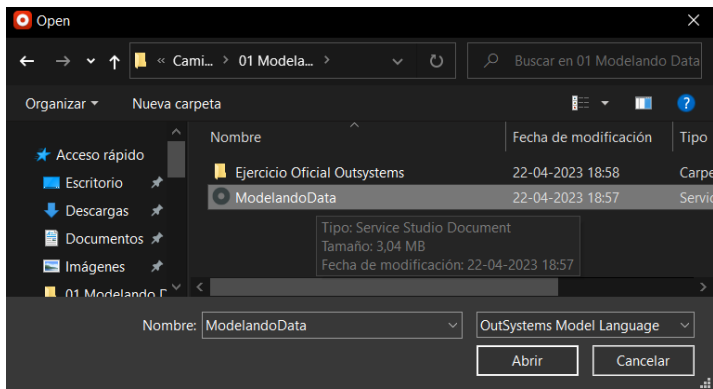 Open
« Cami... > 01 Modela... >
Buscar en 01 Modelando Data
Organizar
Nueva carpeta
Nombre
Fecha de modificación
Tipo
Acceso rápido
Escritorio
Descargas
Documentos
Imágenes
01 Modelando
Ejercicio Oficial Outsystems
22-04-2023 18:58
Carpe
ModelandoData
22-04-2023 18:57
Servic
Tipo: Service Studio Document
Tamaño: 3,04 MB
Fecha de modificación: 22-04-2023 18:57
Nombre: ModelandoData
OutSystems Model Language
Abrir
Cancelar